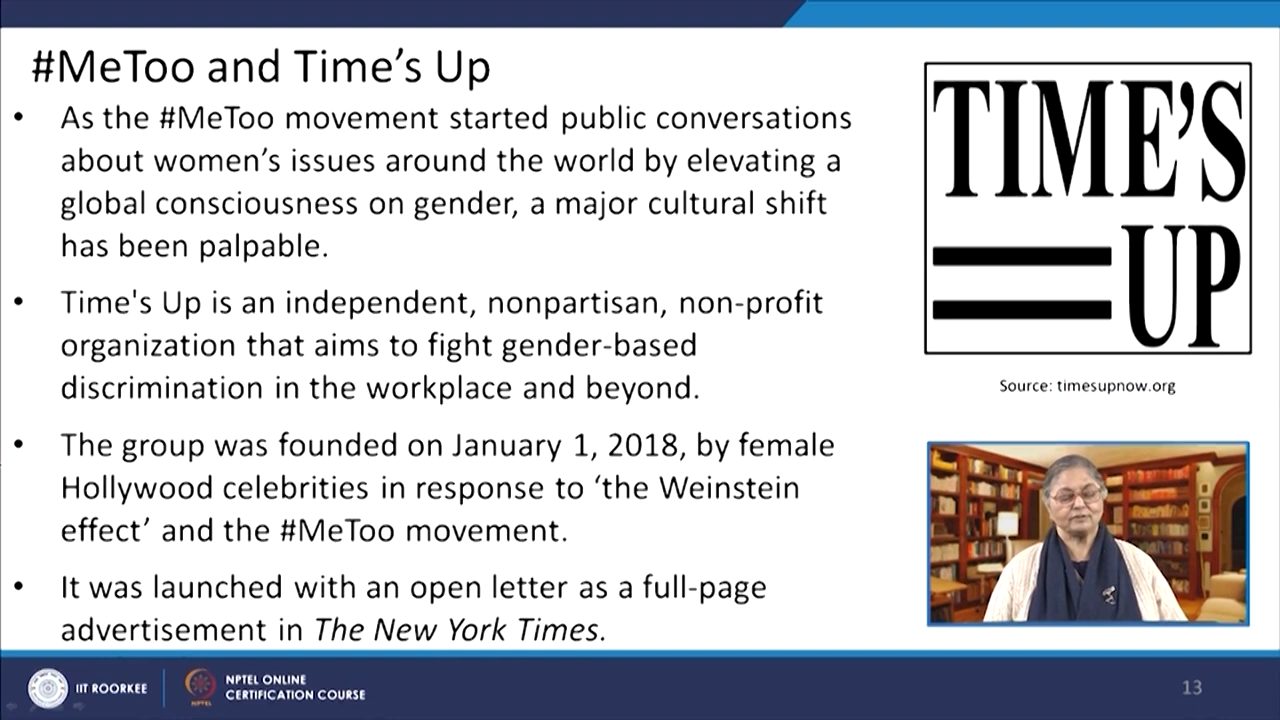 #MeToo and Time’s Up
• As the #MeToo movement started public conversations
about women’s issues around the world by elevating a
global consciousness on gender, a major cultural shift
has been palpable.
• Time's Up is an independent, nonpartisan, non-profit
organization that aims to fight gender-based
discrimination in the workplace and beyond.
• The group was founded on January 1, 2018, by female
Hollywood celebrities in response to ‘the Weinstein
effect’ and the #MeToo movement.
• It was launched with an open letter as a full-page
advertisement in The New York Times.
TIME’S
UP
Source: timesupnow.org
IIT ROORKEE
NPTEL
NPTEL ONLINE
CERTIFICATION COURSE
13